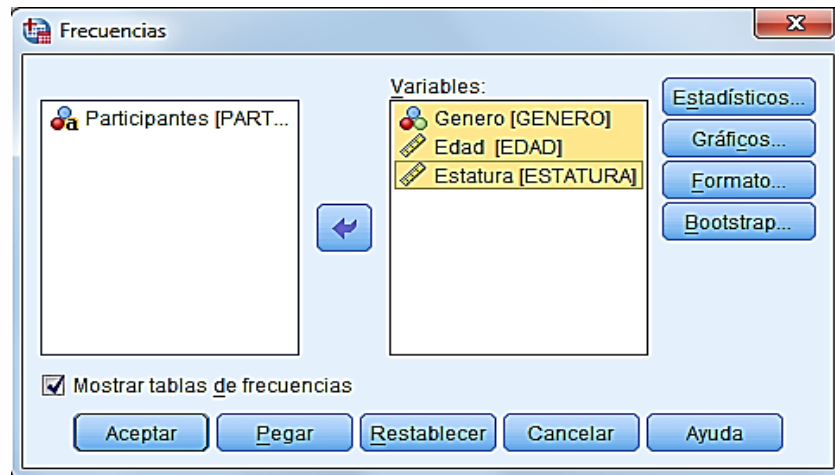 Frecuencias
Participantes [PART...
Variables:
Genero [GENERO]
Edad [EDAD]
Estatura [ESTATURA]
Estadísticos...
Gráficos...
Formato...
Bootstrap...
Mostrar tablas de frecuencias
Aceptar
Pegar
Restablecer
Cancelar
Ayuda